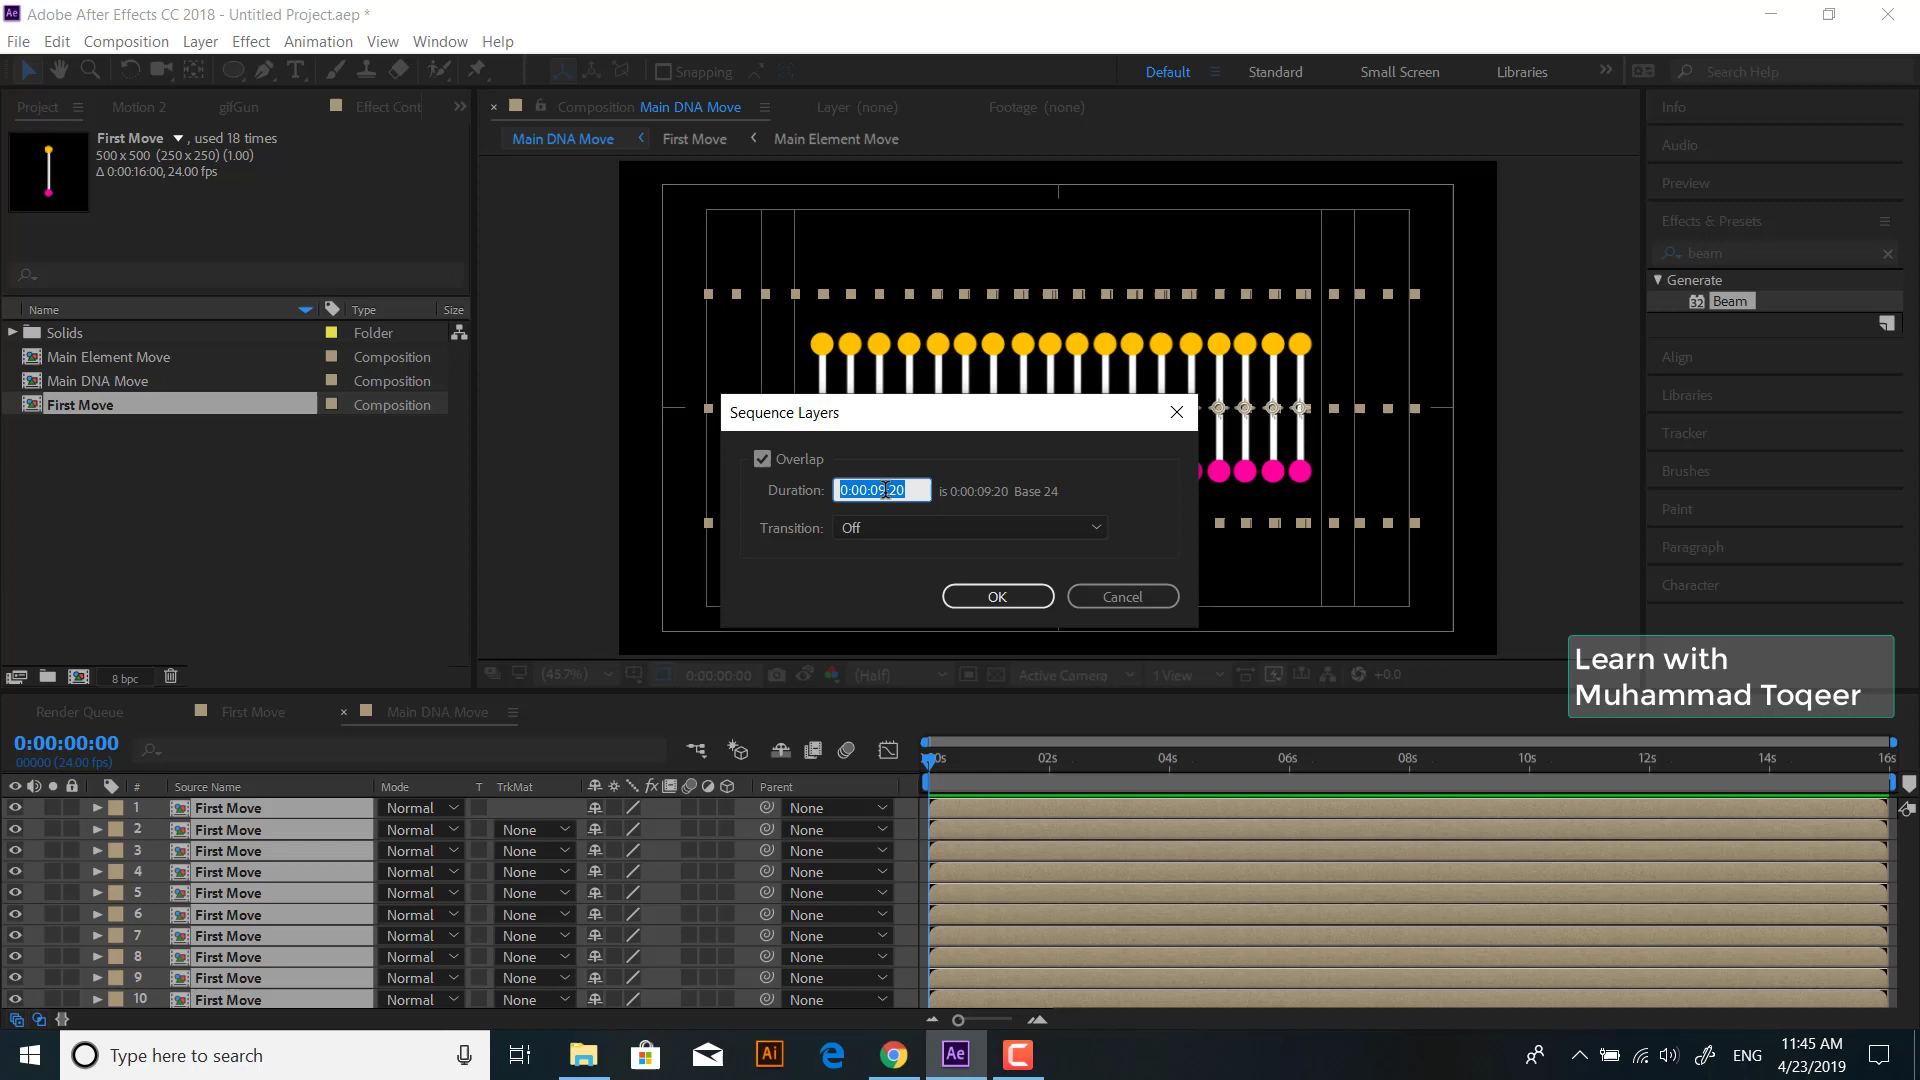 Adobe After Effects CC 2018 - Untitled Project.aep *
File Edit Composition Layer Effect Animation View Window Help
Snapping Default Standard Small Screen Libraries Search Help
Project Motion 2 gifGun Effect Cont
Composition Main DNA Move Layer (none) Footage (none)
Main DNA Move First Move Main Element Move
First Move , used 18 times
500 x 500 (250 x 250) (1.00)
Δ 0:00:16:00, 24.00 fps
Name Type Size
Solids Folder
Main Element Move Composition
Main DNA Move Composition
First Move Composition
8 bpc
Sequence Layers
Overlap
Duration: 0:00:09:20 is 0:00:09:20 Base 24
Transition: Off
OK Cancel
(45.7%) 0:00:00:00 (Half) Active Camera 1 View +0.0
Info
Audio
Preview
Effects & Presets
beam
Generate
32 Beam
Align
Libraries
Tracker
Brushes
Paint
Paragraph
Character
Learn with
Muhammad Toqeer
Render Queue First Move Main DNA Move
0:00:00:00
00000 (24.00 fps)
00s 02s 04s 06s 08s 10s 12s 14s 16s
# Source Name Mode T TrkMat fx Parent
1 First Move Normal None
2 First Move Normal None None
3 First Move Normal None None
4 First Move Normal None None
5 First Move Normal None None
6 First Move Normal None None
7 First Move Normal None None
8 First Move Normal None None
9 First Move Normal None None
10 First Move Normal None None
Type here to search Ai Ae ENG 11:45 AM
4/23/2019